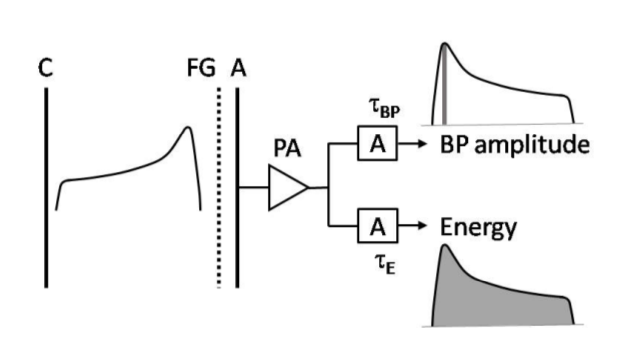 C
FG A
PA
τBP
A
BP amplitude
A
Energy
τE